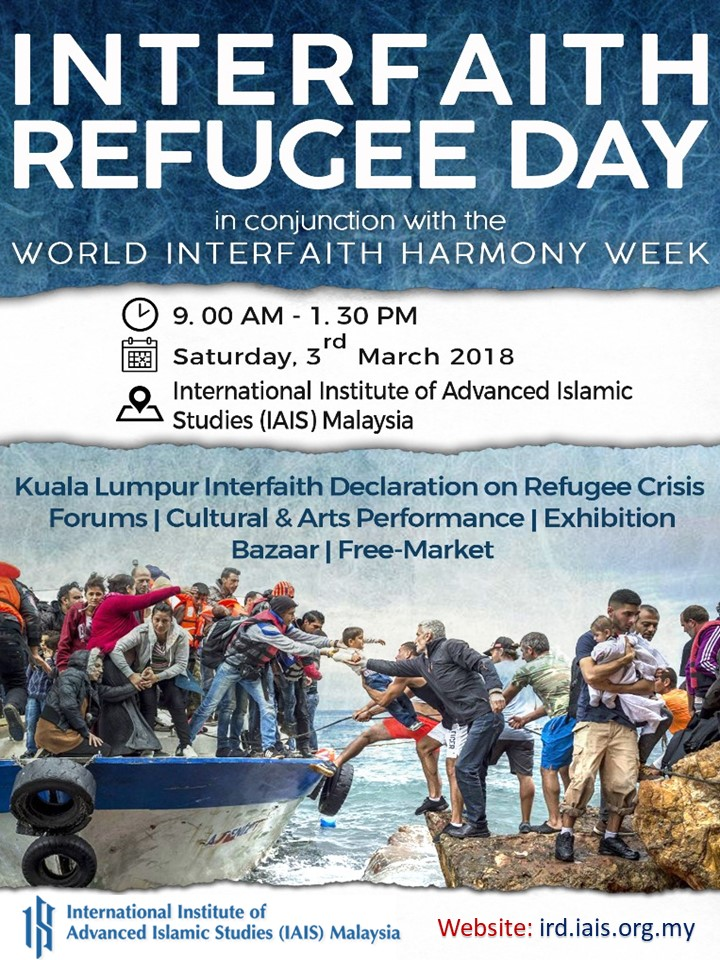 INTERFAITH
REFUGEE DAY
in conjunction with the
WORLD INTERFAITH HARMONY WEEK
9. 00 AM - 1. 30 PM
Saturday, 3rd March 2018
International Institute of Advanced Islamic
Studies (IAIS) Malaysia
Kuala Lumpur Interfaith Declaration on Refugee Crisis
Forums | Cultural & Arts Performance | Exhibition
Bazaar | Free-Market
International Institute of
Advanced Islamic Studies (IAIS) Malaysia
Website: ird.iais.org.my